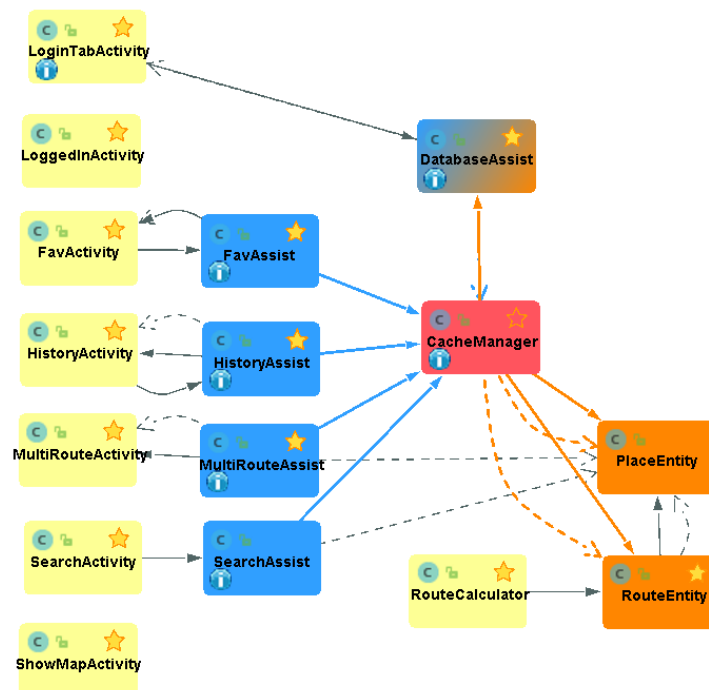 C
LoginTabActivity
i
C
LoggedInActivity
C
DatabaseAssist
i
C
FavActivity
C
FavAssist
i
C
HistoryActivity
C
HistoryAssist
i
C
CacheManager
i
C
MultiRouteActivity
C
MultiRouteAssist
i
C
PlaceEntity
C
SearchActivity
C
SearchAssist
i
C
RouteCalculator
C
RouteEntity
C
ShowMapActivity